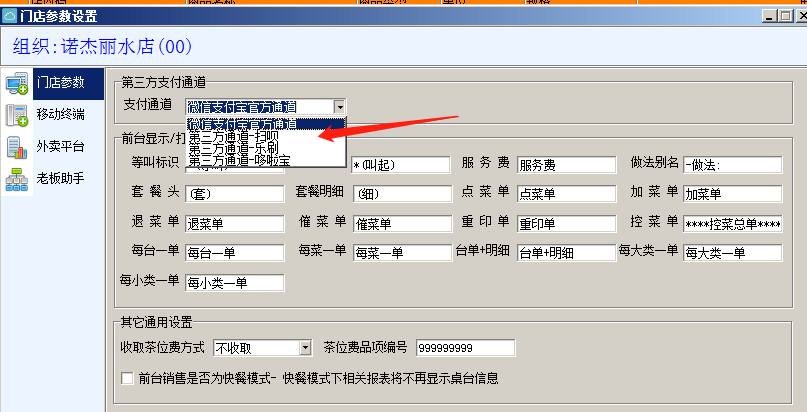 门店参数设置
组织:诺杰丽水店(00)
门店参数
移动终端
外卖平台
老板助手
第三方支付通道
支付通道 微信支付宝官方通道
微信支付宝官方通道
第三方通道-扫呗
第三方通道-乐刷
第三方通道-哆啦宝
前台显示/打
等叫标识 *(叫起) 服务费 服务费 做法别名 -做法:
套餐头 (套) 套餐明细 (细) 点菜单 点菜单 加菜单 加菜单
退菜单 退菜单 催菜单 催菜单 重印单 重印单 控菜单 ****控菜总单****
每台一单 每台一单 每菜一单 每菜一单 台单+明细 台单+明细 每大类一单 每大类一单
每小类一单 每小类一单
其它通用设置
收取茶位费方式 不收取 茶位费品项编号 999999999
前台销售是否为快餐模式- 快餐模式下相关报表将不再显示桌台信息